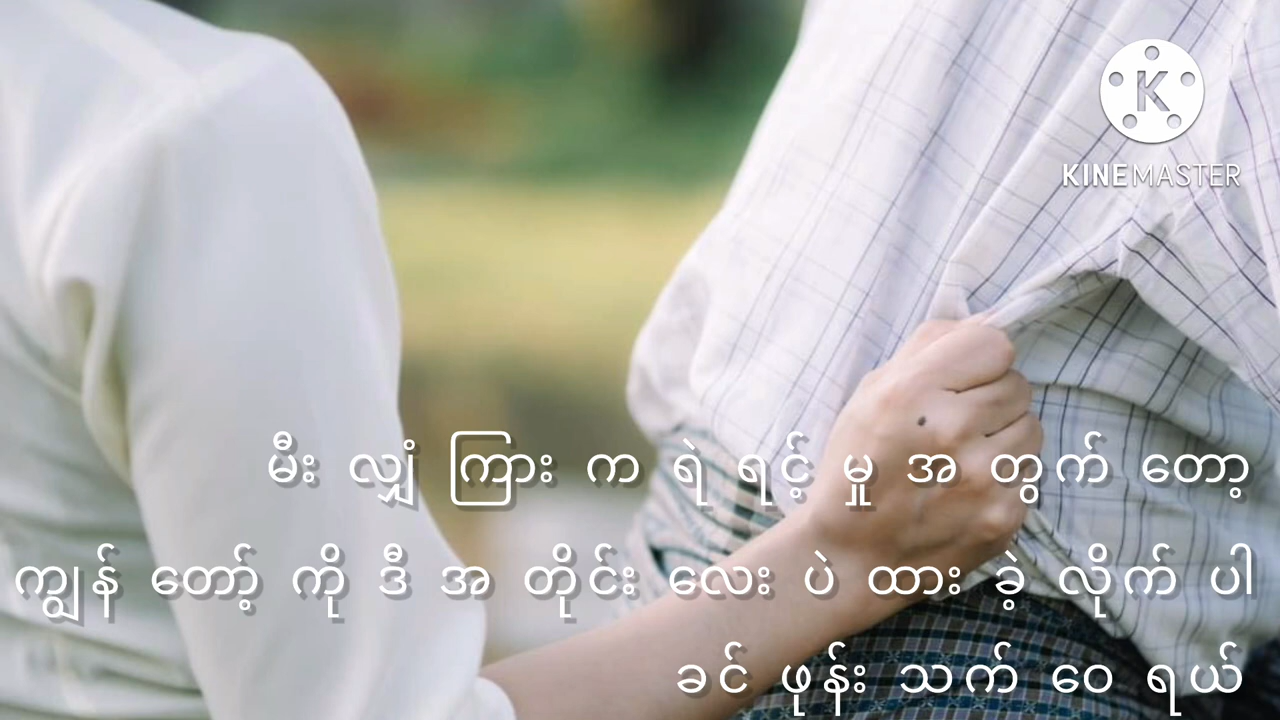 K
KINEMASTER
မီး လျှံ ကြား က ရဲ ရင့် မှု အ တွက် တော့
ကျွန် တော့် ကို ဒီ အ တိုင်း လေး ပဲ ထား ခဲ့ လိုက် ပါ
ခင် ဖုန်း သက် ဝေ ရယ်